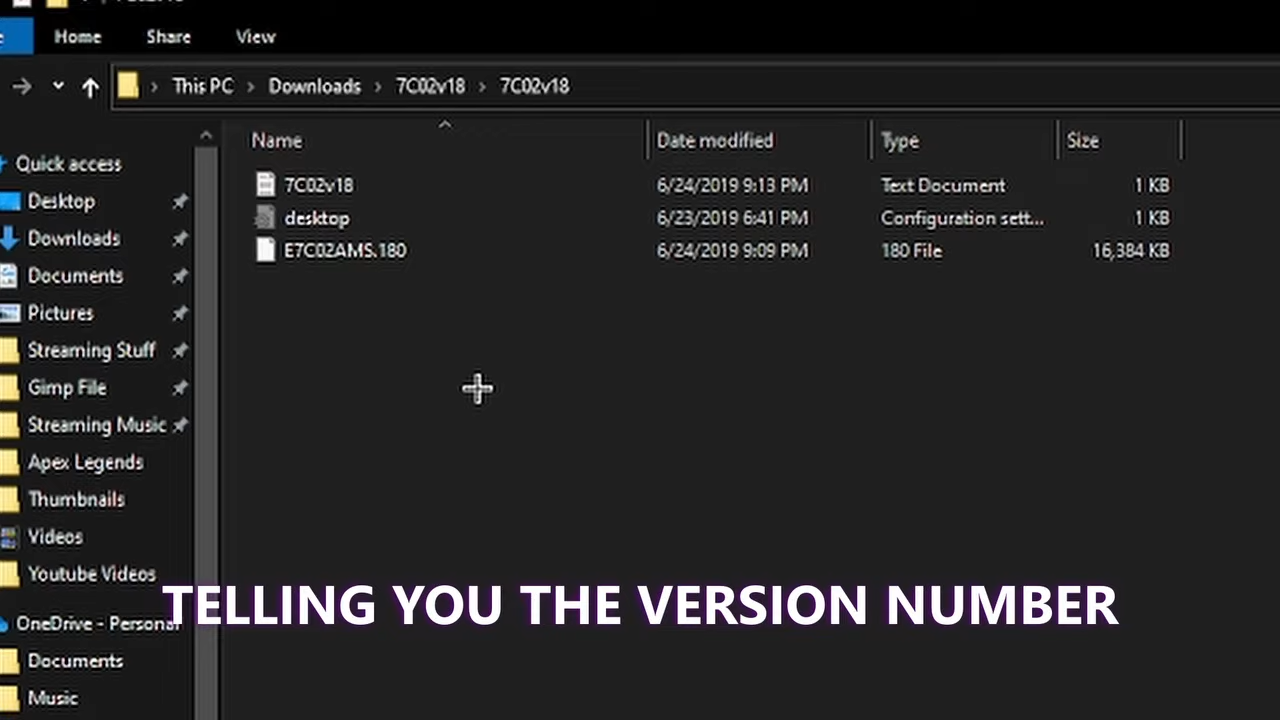 Home Share View
This PC › Downloads › 7C02v18 › 7C02v18
Name Date modified Type Size
Quick access
Desktop
Downloads
Documents
Pictures
Streaming Stuff
Gimp File
Streaming Music
Apex Legends
Thumbnails
Videos
Youtube Videos
OneDrive - Personal
Documents
Music
7C02v18 6/24/2019 9:13 PM Text Document 1 KB
desktop 6/23/2019 6:41 PM Configuration sett... 1 KB
E7C02AMS.180 6/24/2019 9:09 PM 180 File 16,384 KB
TELLING YOU THE VERSION NUMBER